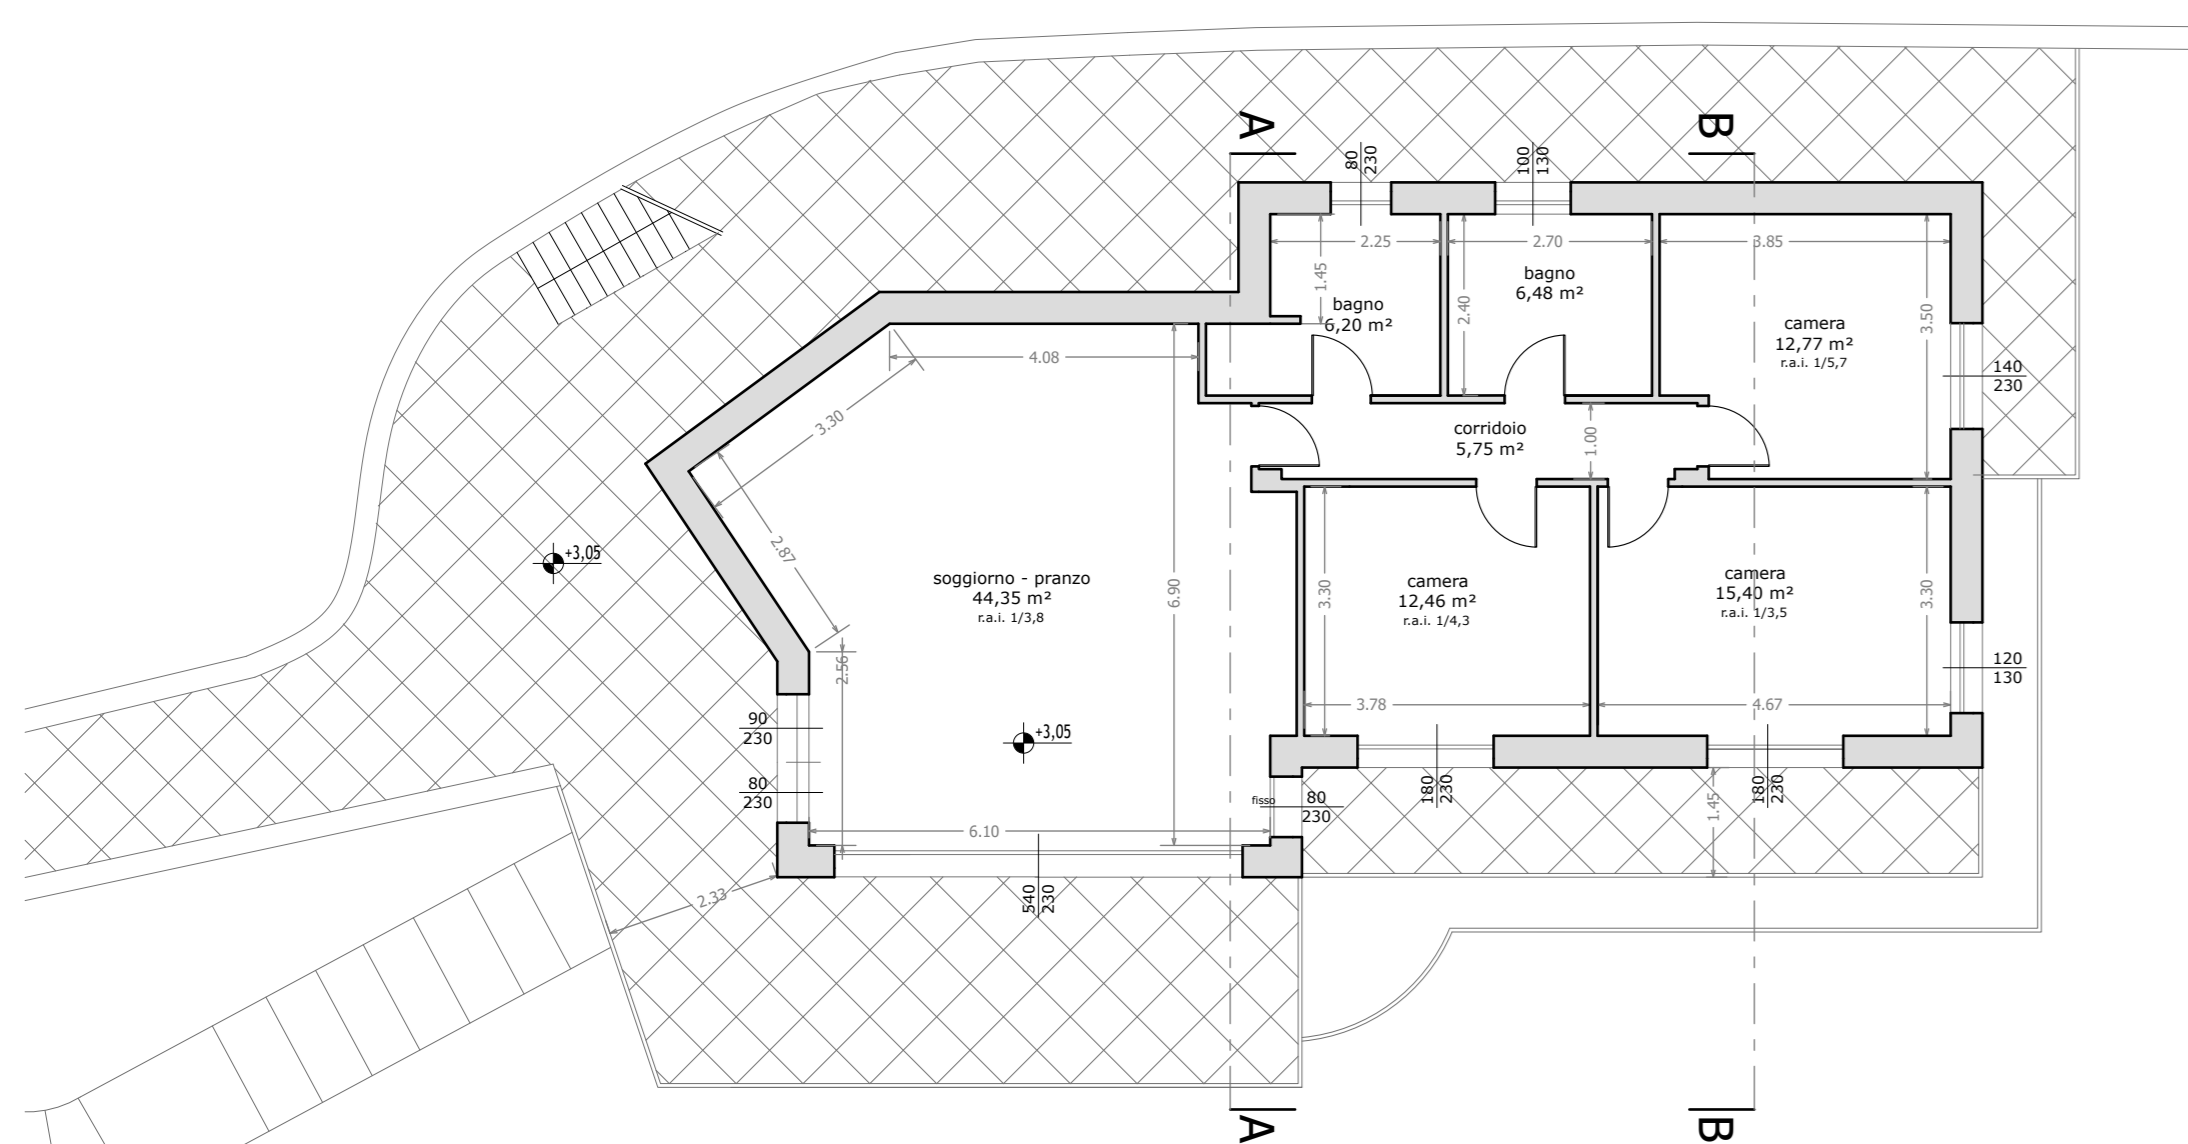 A
B
80
230
100
130
2.25
2.70
3.85
1.45
bagno
6,20 m²
bagno
6,48 m²
2.40
camera
12,77 m²
r.a.i. 1/5,7
3.50
140
230
4.08
3.30
corridoio
5,75 m²
1.00
2.87
+3,05
soggiorno - pranzo
44,35 m²
r.a.i. 1/3,8
6.90
3.30
camera
12,46 m²
r.a.i. 1/4,3
camera
15,40 m²
r.a.i. 1/3,5
3.30
2.56
120
130
3.78
4.67
90
230
+3,05
80
230
fisso
80
230
180
230
180
230
1.45
6.10
2.33
540
230
A
B